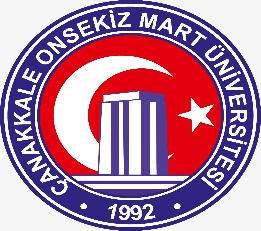 ÇANAKKALE ONSEKİZ MART ÜNİVERSİTESİ
• 1992 •